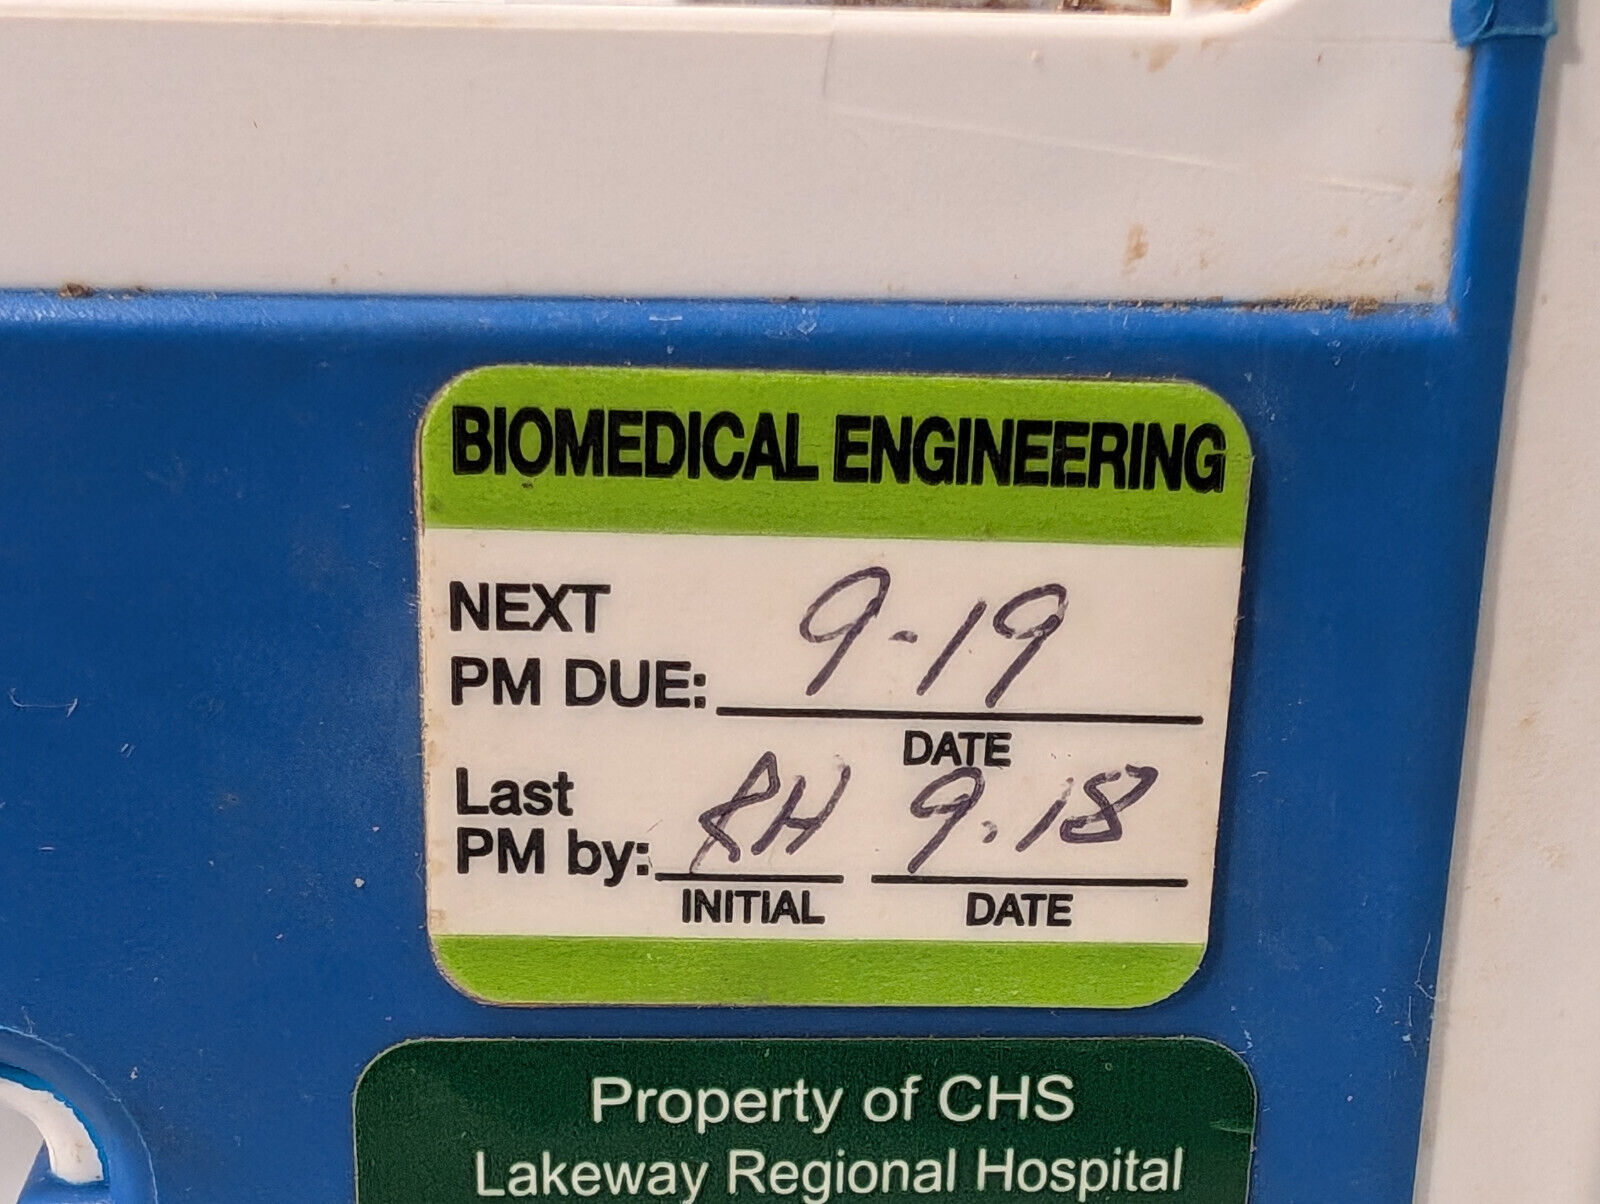 BIOMEDICAL ENGINEERING
NEXT
PM DUE: 9-19
DATE
Last
PM by: RH 9.18
INITIAL DATE
Property of CHS
Lakeway Regional Hospital